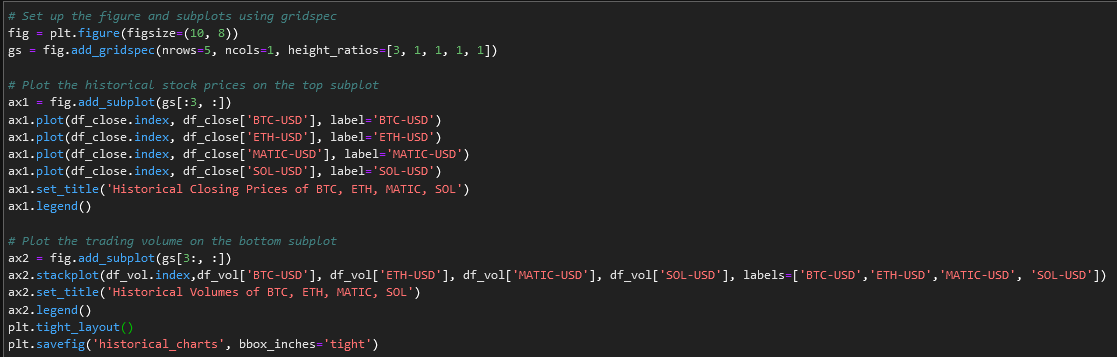 # Set up the figure and subplots using gridspec
fig = plt.figure(figsize=(10, 8))
gs = fig.add_gridspec(nrows=5, ncols=1, height_ratios=[3, 1, 1, 1, 1])

# Plot the historical stock prices on the top subplot
ax1 = fig.add_subplot(gs[:3, :])
ax1.plot(df_close.index, df_close['BTC-USD'], label='BTC-USD')
ax1.plot(df_close.index, df_close['ETH-USD'], label='ETH-USD')
ax1.plot(df_close.index, df_close['MATIC-USD'], label='MATIC-USD')
ax1.plot(df_close.index, df_close['SOL-USD'], label='SOL-USD')
ax1.set_title('Historical Closing Prices of BTC, ETH, MATIC, SOL')
ax1.legend()

# Plot the trading volume on the bottom subplot
ax2 = fig.add_subplot(gs[3:, :])
ax2.stackplot(df_vol.index,df_vol['BTC-USD'], df_vol['ETH-USD'], df_vol['MATIC-USD'], df_vol['SOL-USD'], labels=['BTC-USD','ETH-USD','MATIC-USD', 'SOL-USD'])
ax2.set_title('Historical Volumes of BTC, ETH, MATIC, SOL')
ax2.legend()
plt.tight_layout()
plt.savefig('historical_charts', bbox_inches='tight')